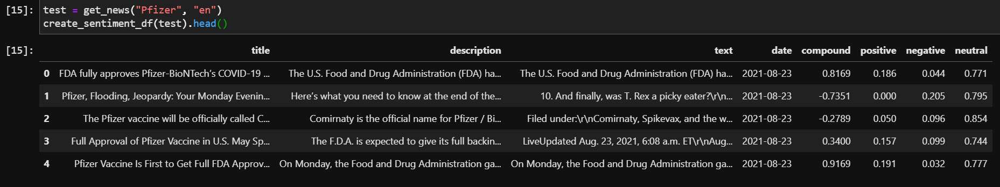 [15]: test = get_news("Pfizer", "en")
create_sentiment_df(test).head()
[15]: title description text date compound positive negative neutral
0 FDA fully approves Pfizer-BioNTech’s COVID-19 ... The U.S. Food and Drug Administration (FDA) ha... The U.S. Food and Drug Administration (FDA) ha... 2021-08-23 0.8169 0.186 0.044 0.771
1 Pfizer, Flooding, Jeopardy: Your Monday Evenin... Here’s what you need to know at the end of the... 10. And finally, was T. Rex a picky eater?\r\n... 2021-08-23 -0.7351 0.000 0.205 0.795
2 The Pfizer vaccine will be officially called C... Comirnaty is the official name for Pfizer / Bi... Filed under:\r\nComirnaty, Spikevax, and the w... 2021-08-23 -0.2789 0.050 0.096 0.854
3 Full Approval of Pfizer Vaccine in U.S. May Sp... The F.D.A. is expected to give its full backin... LiveUpdated Aug. 23, 2021, 6:08 a.m. ET\r\nAug... 2021-08-23 0.3400 0.157 0.099 0.744
4 Pfizer Vaccine Is First to Get Full FDA Approv... On Monday, the Food and Drug Administration ga... On Monday, the Food and Drug Administration ga... 2021-08-23 0.9169 0.191 0.032 0.777